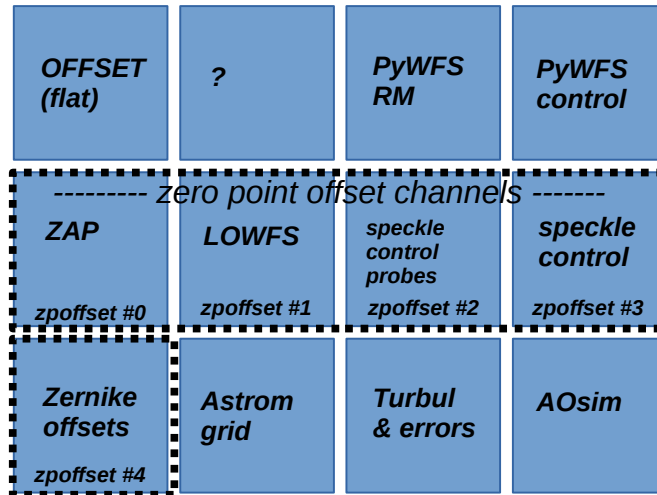 OFFSET
(flat)
?
PyWFS
RM
PyWFS
control
--------- zero point offset channels -------
ZAP
zpoffset #0
LOWFS
zpoffset #1
speckle
control
probes
zpoffset #2
speckle
control
zpoffset #3
Zernike
offsets
zpoffset #4
Astrom
grid
Turbul
& errors
AOsim